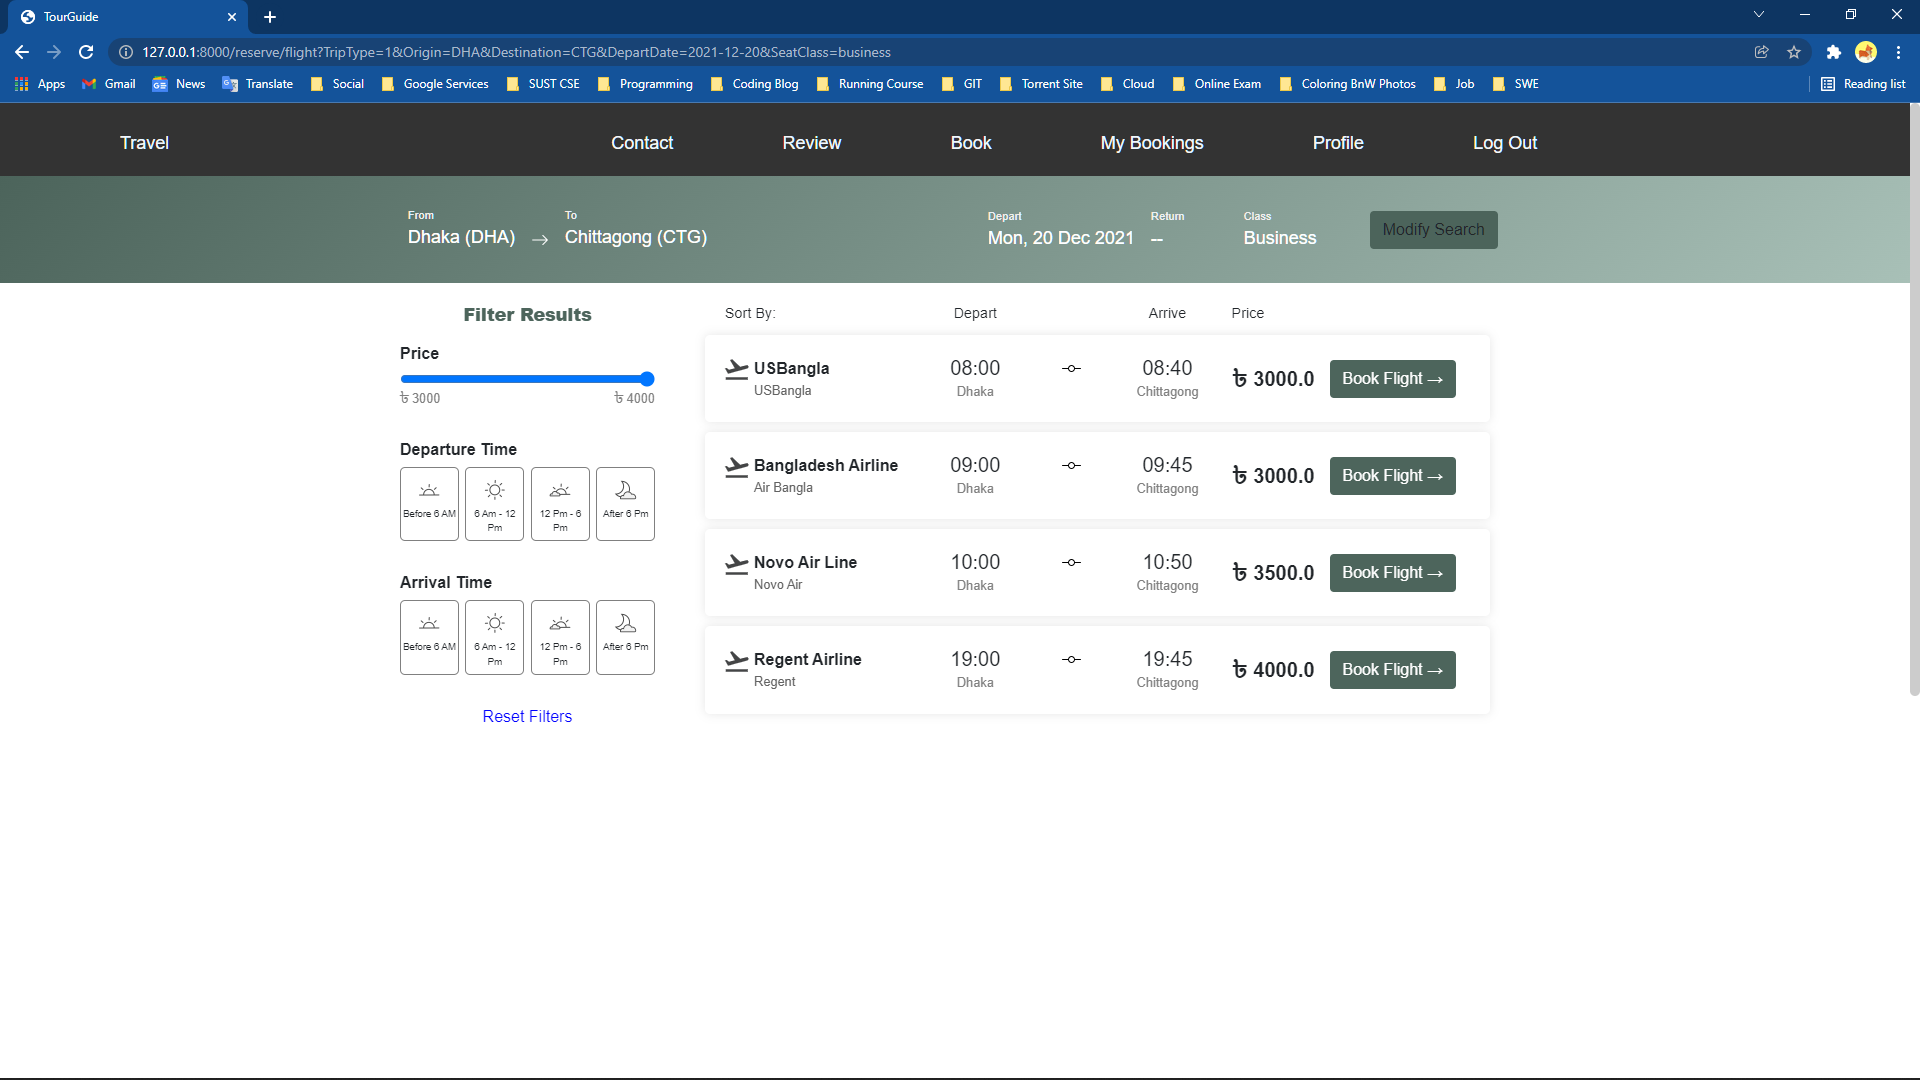 TourGuide
127.0.0.1:8000/reserve/flight?TripType=1&Origin=DHA&Destination=CTG&DepartDate=2021-12-20&SeatClass=business
Apps Gmail News Translate Social Google Services SUST CSE Programming Coding Blog Running Course GIT Torrent Site Cloud Online Exam Coloring BnW Photos Job SWE Reading list
Travel Contact Review Book My Bookings Profile Log Out
From To Depart Return Class
Dhaka (DHA) → Chittagong (CTG) Mon, 20 Dec 2021 -- Business Modify Search
Filter Results
Price
৳ 3000 ৳ 4000
Departure Time
Before 6 AM
6 Am - 12
Pm
12 Pm - 6
Pm
After 6 Pm
Arrival Time
Before 6 AM
6 Am - 12
Pm
12 Pm - 6
Pm
After 6 Pm
Reset Filters
Sort By: Depart Arrive Price
USBangla 08:00 08:40 ৳ 3000.0 Book Flight →
USBangla Dhaka Chittagong
Bangladesh Airline 09:00 09:45 ৳ 3000.0 Book Flight →
Air Bangla Dhaka Chittagong
Novo Air Line 10:00 10:50 ৳ 3500.0 Book Flight →
Novo Air Dhaka Chittagong
Regent Airline 19:00 19:45 ৳ 4000.0 Book Flight →
Regent Dhaka Chittagong